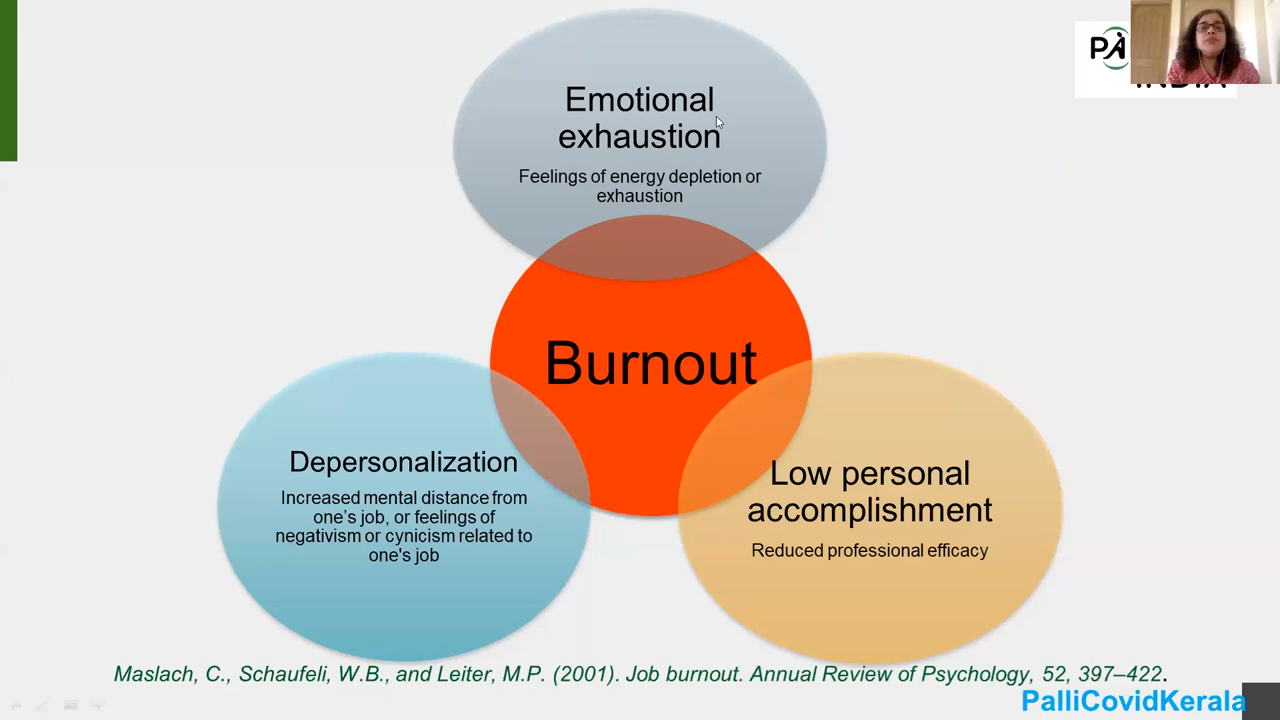 Emotional
exhaustion
Feelings of energy depletion or
exhaustion
Burnout
Depersonalization
Increased mental distance from
one’s job, or feelings of
negativism or cynicism related to
one's job
Low personal
accomplishment
Reduced professional efficacy
Maslach, C., Schaufeli, W.B., and Leiter, M.P. (2001). Job burnout. Annual Review of Psychology, 52, 397–422.
PalliCovidKerala